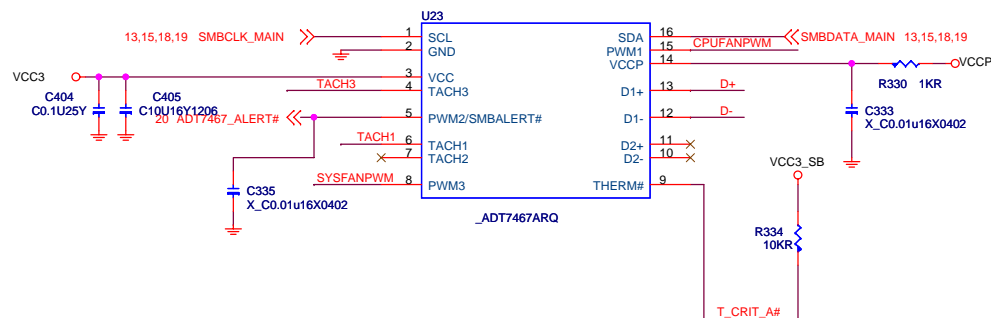 U23
13,15,18,19 SMBCLK_MAIN
1
SCL
SDA
16
SMBDATA_MAIN 13,15,18,19
2
GND
PWM1
15
CPUFANPWM
VCCP
14
VCCP
VCC3
3
VCC
R330 1KR
TACH3
4
TACH3
D1+
13
D+
C404
C0.1U25Y
C405
C10U16Y1206
C333
X_C0.01u16X0402
20 ADT7467_ALERT#
5
PWM2/SMBALERT#
D1-
12
D-
TACH1
6
TACH1
D2+
11
7
TACH2
D2-
10
VCC3_SB
SYSFANPWM
8
PWM3
THERM#
9
C335
X_C0.01u16X0402
_ADT7467ARQ
R334
10KR
T_CRIT_A#